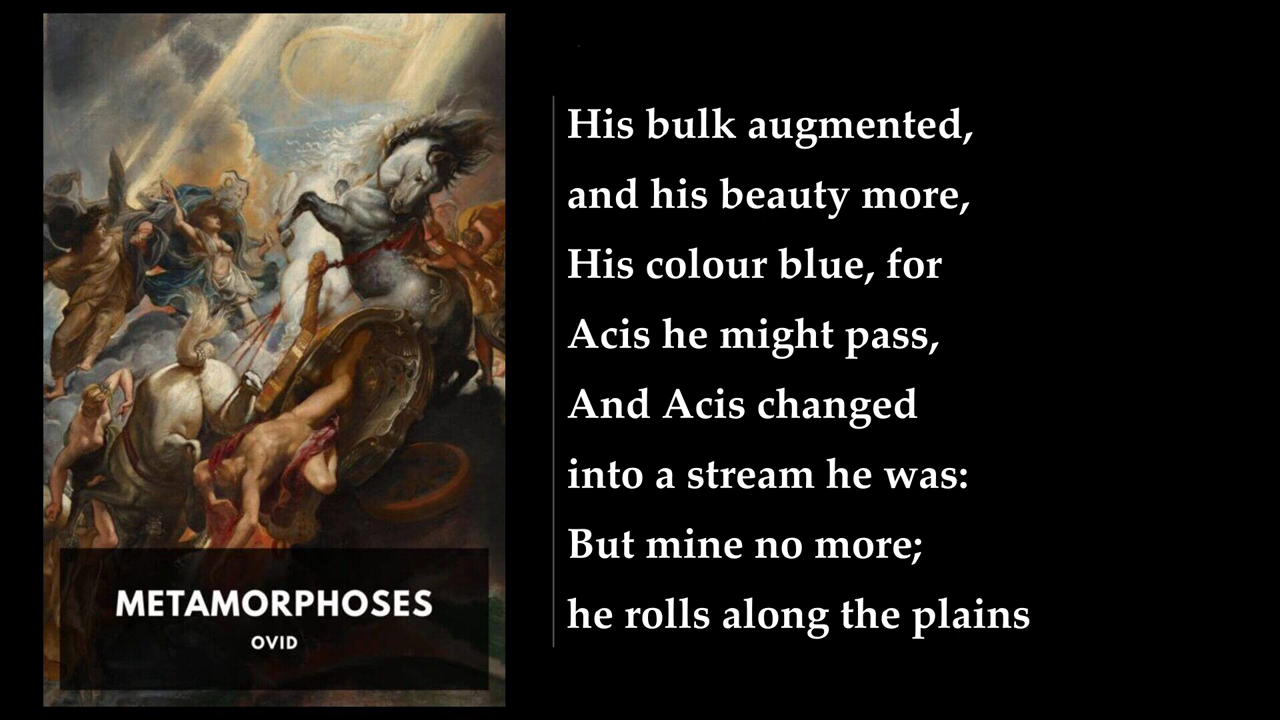 METAMORPHOSES
OVID
His bulk augmented,
and his beauty more,
His colour blue, for
Acis he might pass,
And Acis changed
into a stream he was:
But mine no more;
he rolls along the plains